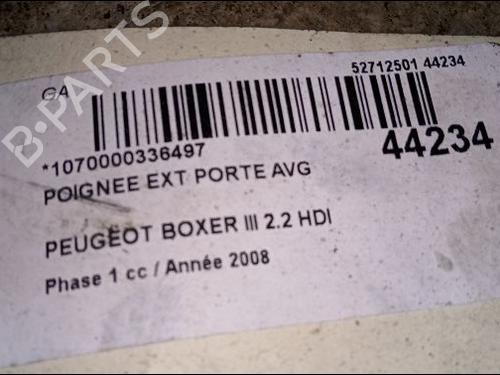 GA
52712501 44234
*1070000336497
44234
POIGNEE EXT PORTE AVG
PEUGEOT BOXER III 2.2 HDI
Phase 1 cc / Année 2008
B-PARTS